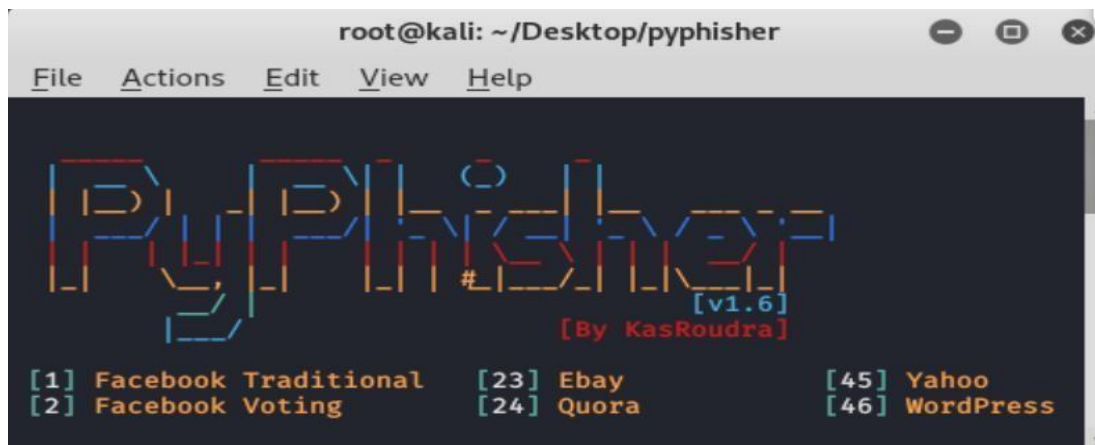 root@kali: ~/Desktop/pyphisher
File Actions Edit View Help
PyPhisher
[v1.6]
[By KasRoudra]
[1] Facebook Traditional [23] Ebay [45] Yahoo
[2] Facebook Voting [24] Quora [46] WordPress